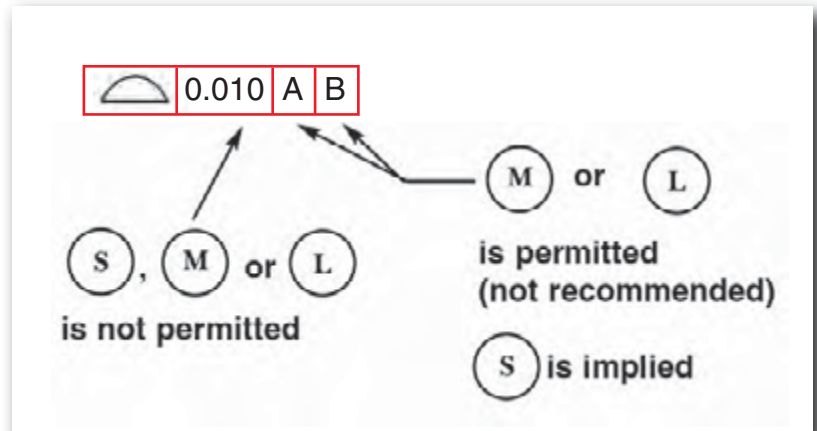 0.010 A B
M or L
S, M or L
is permitted
(not recommended)
is not permitted
S is implied